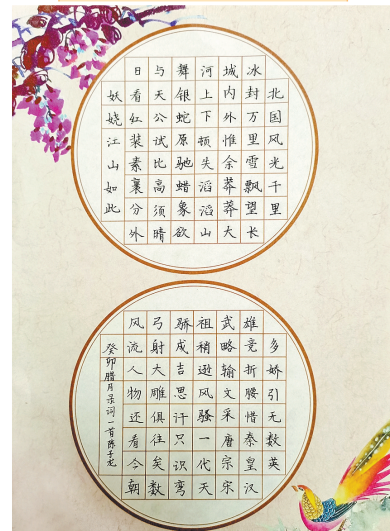 北国风光千里
冰封万里雪飘望长
城内外惟余莽莽大
河上下顿失滔滔山
舞银蛇原驰蜡象欲
与天公试比高须晴
日看红装素裹分外
妖娆江山如此
多娇引无数英
雄竞折腰惜秦皇汉
武略输文采唐宗宋
祖稍逊风骚一代天
骄成吉思汗只识弯
弓射大雕俱往矣数
风流人物还看今朝
癸卯腊月录词一首陈子龙